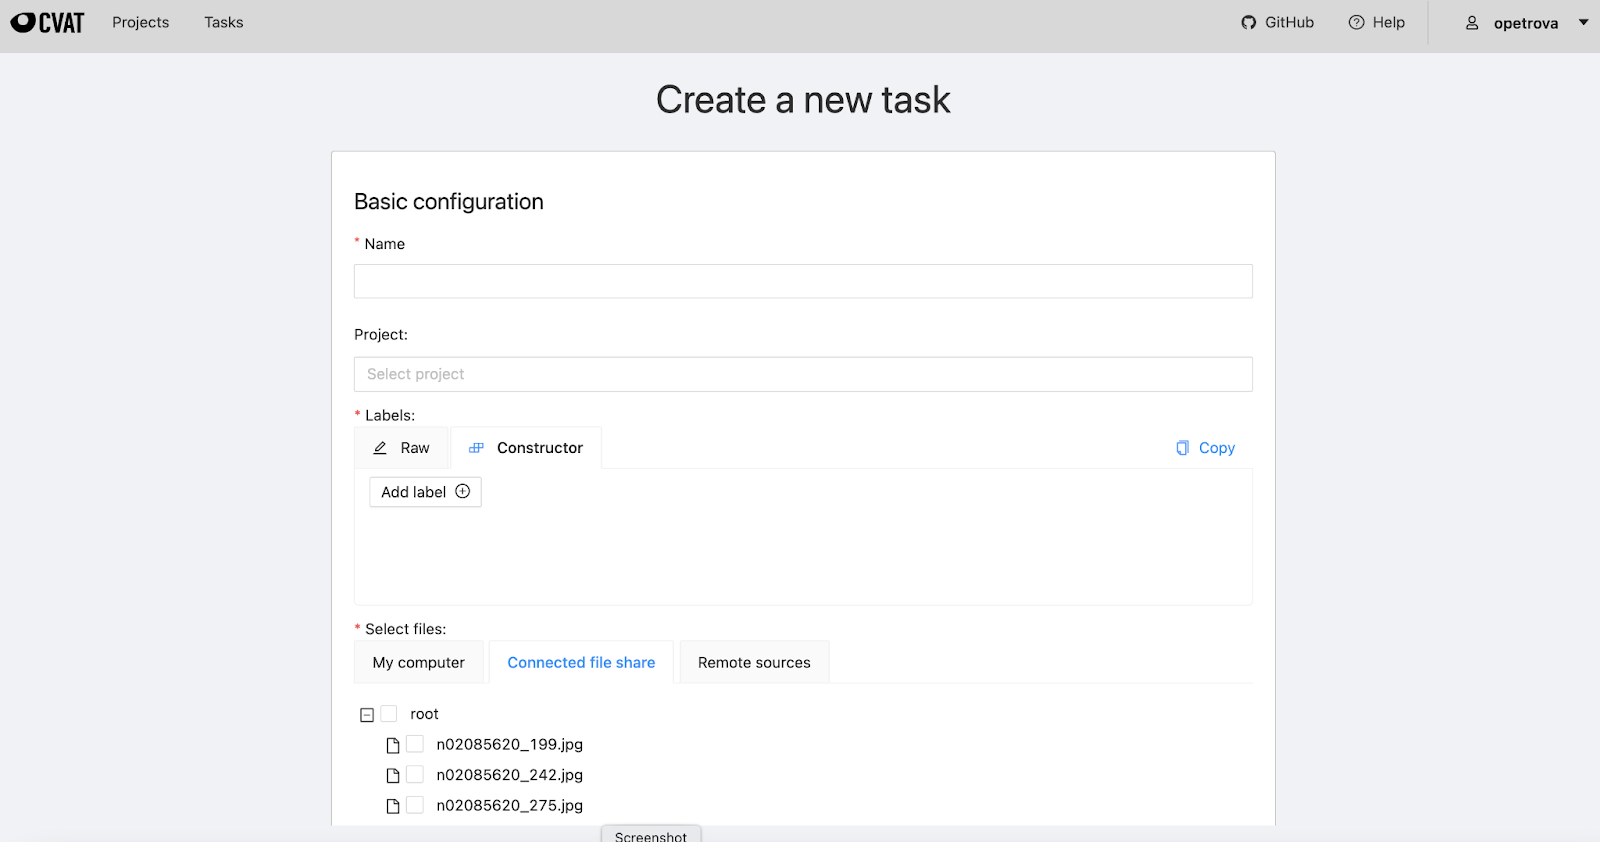 CVAT Projects Tasks GitHub Help opetrova
Create a new task
Basic configuration
* Name
Project:
Select project
* Labels:
Raw Constructor Copy
Add label
* Select files:
My computer Connected file share Remote sources
root
n02085620_199.jpg
n02085620_242.jpg
n02085620_275.jpg
Screenshot